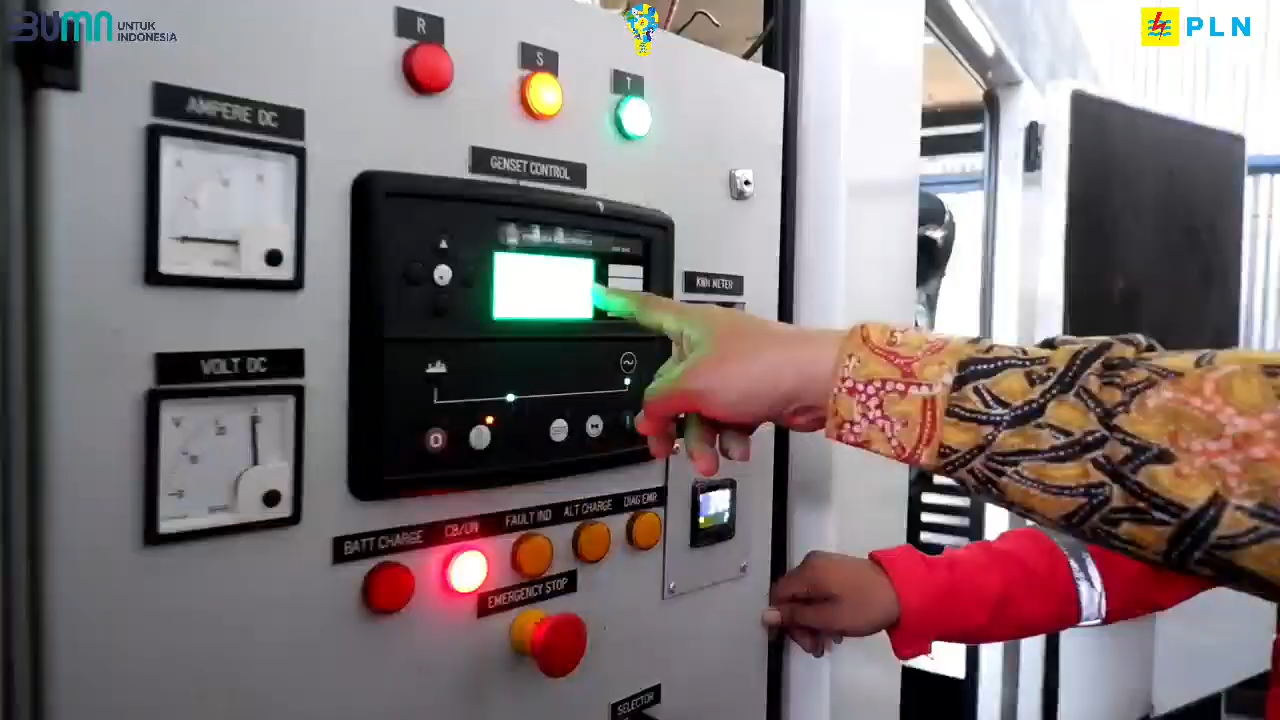 BUMN
UNTUK
INDONESIA
PLN
R
S
T
AMPERE DC
GENSET CONTROL
KWH METER
VOLT DC
BATT CHARGE
CB/ON
FAULT IND
ALT CHARGE
DIAG EMR
EMERGENCY STOP
SELECTOR